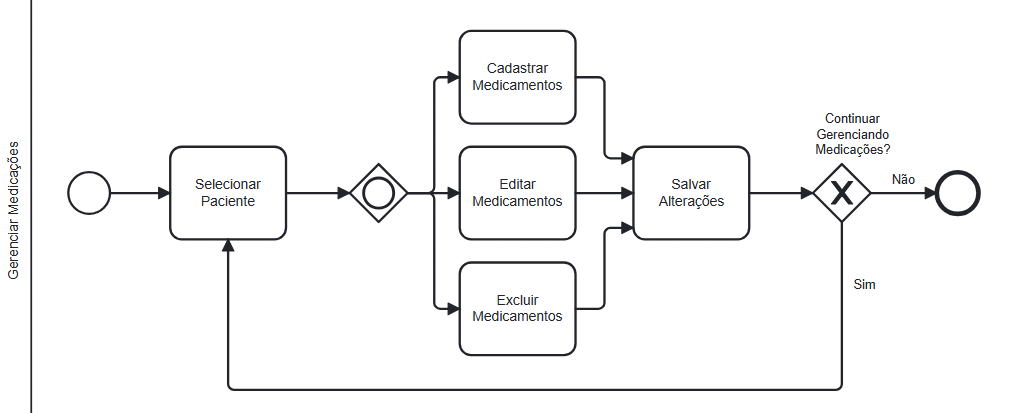 Gerenciar Medicações
Selecionar
Paciente
Cadastrar
Medicamentos
Editar
Medicamentos
Excluir
Medicamentos
Salvar
Alterações
Continuar
Gerenciando
Medicações?
Não
Sim